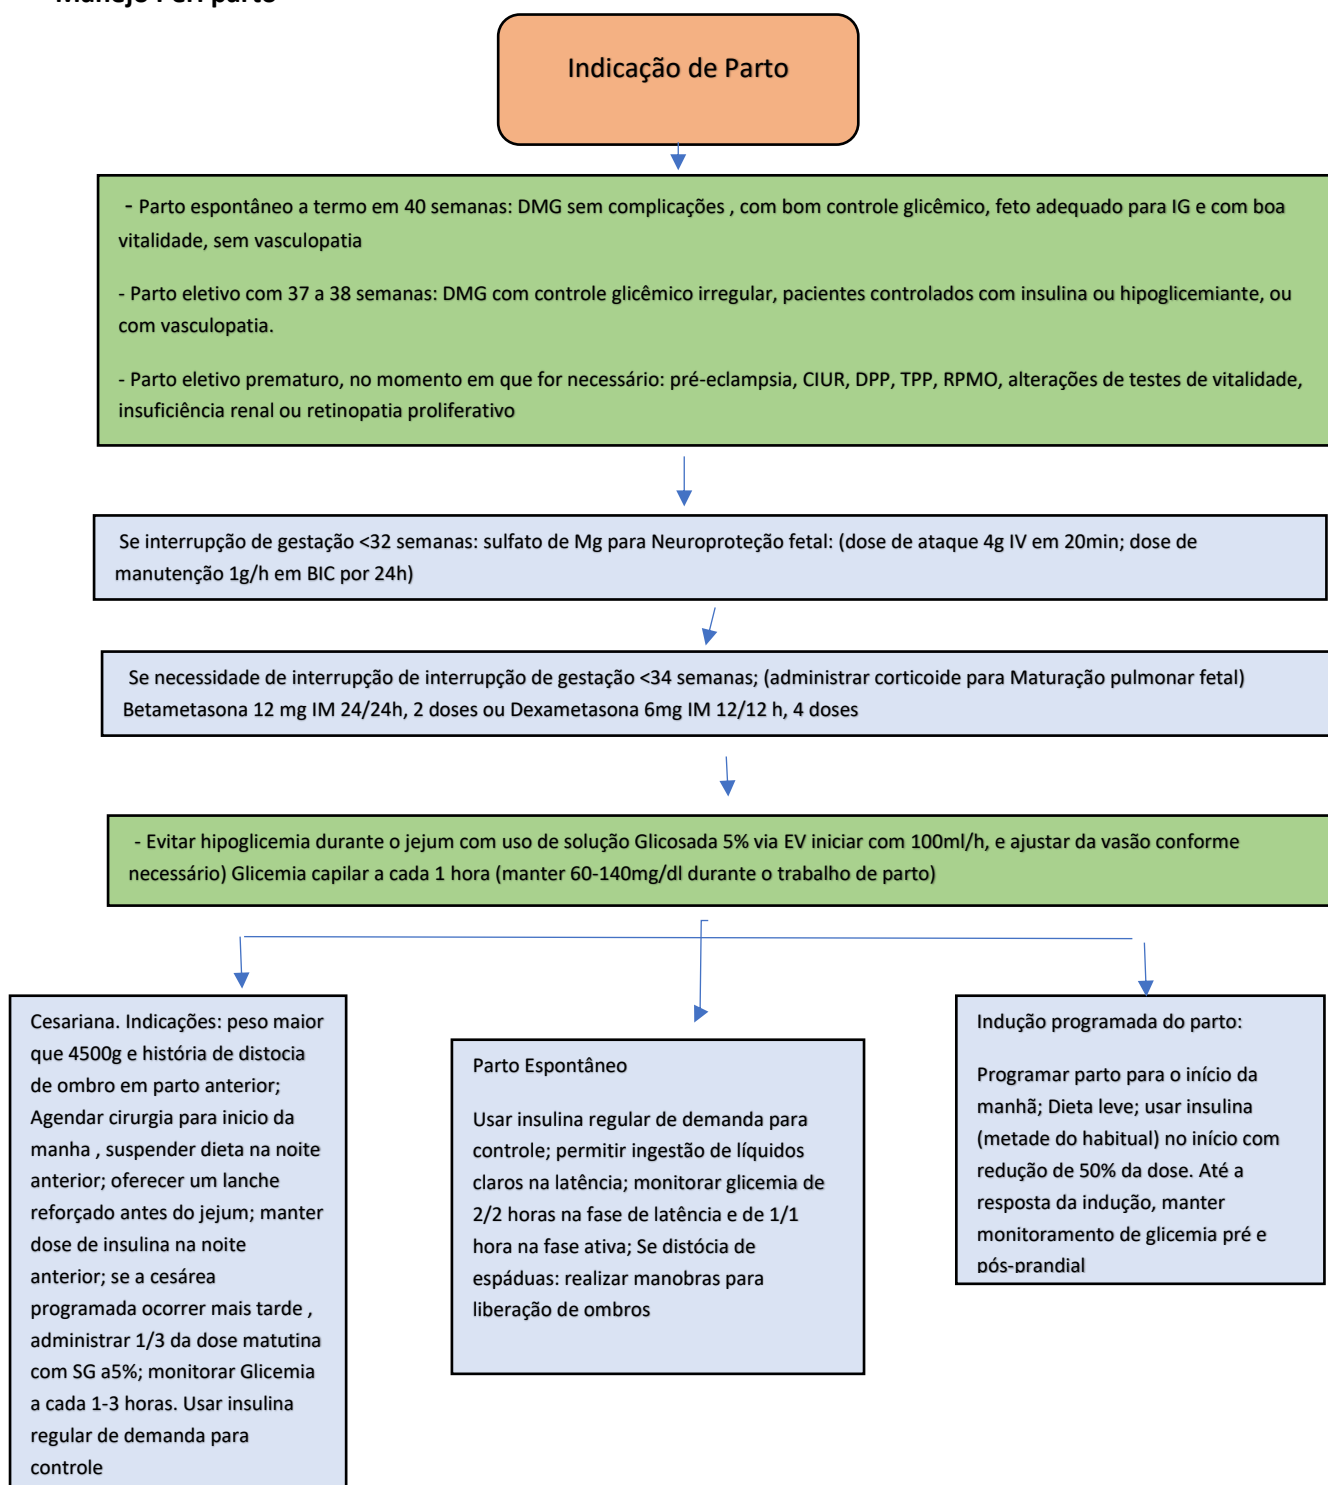 Manejo Peri parto
Indicação de Parto
- Parto espontâneo a termo em 40 semanas: DMG sem complicações , com bom controle glicêmico, feto adequado para IG e com boa
vitalidade, sem vasculopatia
- Parto eletivo com 37 a 38 semanas: DMG com controle glicêmico irregular, pacientes controlados com insulina ou hipoglicemiante, ou
com vasculopatia.
- Parto eletivo prematuro, no momento em que for necessário: pré-eclampsia, CIUR, DPP, TPP, RPMO, alterações de testes de vitalidade,
insuficiência renal ou retinopatia proliferativo
Se interrupção de gestação <32 semanas: sulfato de Mg para Neuroproteção fetal: (dose de ataque 4g IV em 20min; dose de
manutenção 1g/h em BIC por 24h)
Se necessidade de interrupção de interrupção de gestação <34 semanas; (administrar corticoide para Maturação pulmonar fetal)
Betametasona 12 mg IM 24/24h, 2 doses ou Dexametasona 6mg IM 12/12 h, 4 doses
- Evitar hipoglicemia durante o jejum com uso de solução Glicosada 5% via EV iniciar com 100ml/h, e ajustar da vasão conforme
necessário) Glicemia capilar a cada 1 hora (manter 60-140mg/dl durante o trabalho de parto)
Cesariana. Indicações: peso maior
que 4500g e história de distocia
de ombro em parto anterior;
Agendar cirurgia para inicio da
manha , suspender dieta na noite
anterior; oferecer um lanche
reforçado antes do jejum; manter
dose de insulina na noite
anterior; se a cesárea
programada ocorrer mais tarde ,
administrar 1/3 da dose matutina
com SG a5%; monitorar Glicemia
a cada 1-3 horas. Usar insulina
regular de demanda para
controle
Parto Espontâneo
Usar insulina regular de demanda para
controle; permitir ingestão de líquidos
claros na latência; monitorar glicemia de
2/2 horas na fase de latência e de 1/1
hora na fase ativa; Se distócia de
espáduas: realizar manobras para
liberação de ombros
Indução programada do parto:
Programar parto para o início da
manhã; Dieta leve; usar insulina
(metade do habitual) no início com
redução de 50% da dose. Até a
resposta da indução, manter
monitoramento de glicemia pré e
pós-prandial